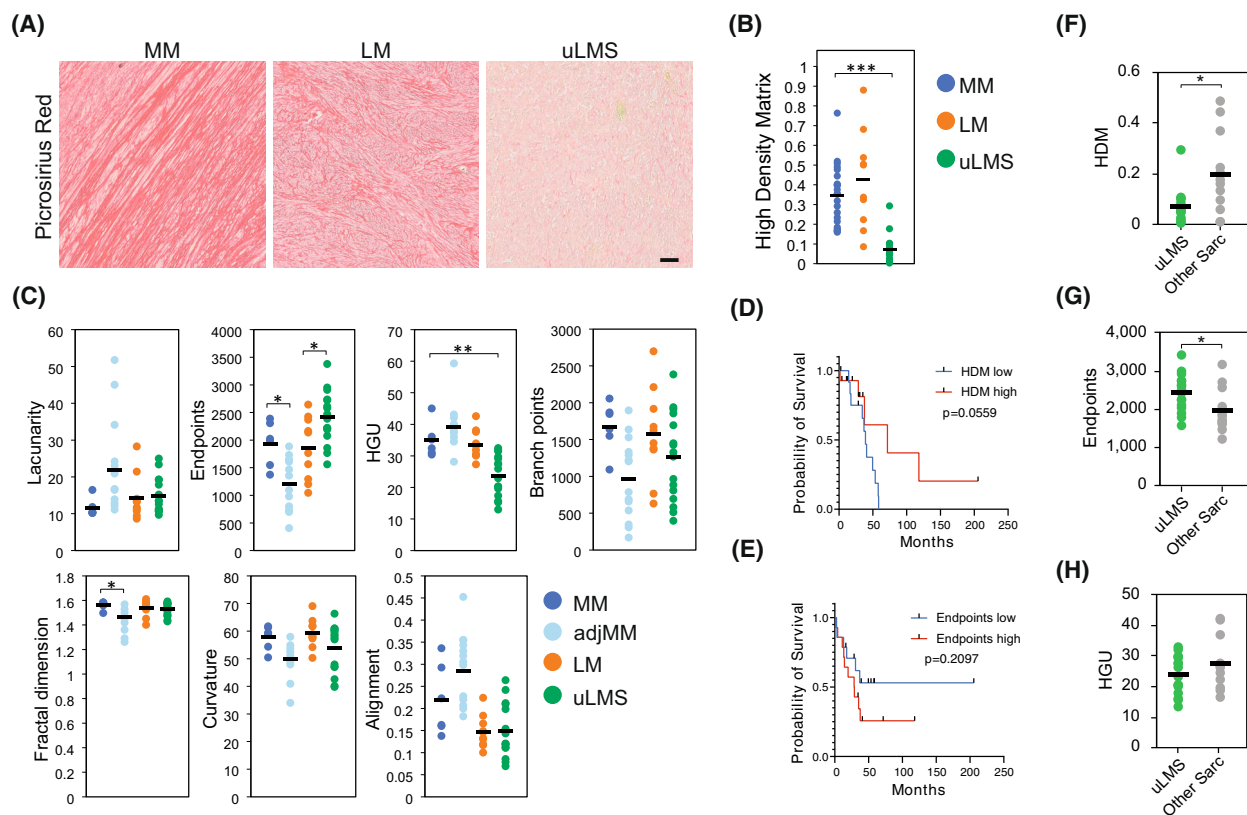 (A)
MM
LM
uLMS
Picrosirius Red
(B)
High Density Matrix
1
0.9
0.8
0.7
0.6
0.5
0.4
0.3
0.2
0.1
0
***
MM
LM
uLMS
(F)
HDM
0.6
0.4
0.2
0
*
uLMS
Other Sarc
(C)
Lacunarity
60
50
40
30
20
10
0
Endpoints
4000
3500
3000
2500
2000
1500
1000
500
0
*
*
HGU
70
60
50
40
30
20
10
0
**
Branch points
3000
2500
2000
1500
1000
500
0
Fractal dimension
1.8
1.6
1.4
1.2
1
0.8
0.6
0.4
0.2
0
*
Curvature
80
70
60
50
40
30
20
10
0
Alignment
0.5
0.45
0.4
0.35
0.3
0.25
0.2
0.15
0.1
0.05
0
MM
adjMM
LM
uLMS
(D)
Probability of Survival
1.0
0.5
0.0
HDM low
HDM high
p=0.0559
0 50 100 150 200 250
Months
(E)
Probability of Survival
1.0
0.5
0.0
Endpoints low
Endpoints high
p=0.2097
0 50 100 150 200 250
Months
(G)
Endpoints
4,000
3,000
2,000
1,000
0
*
uLMS
Other Sarc
(H)
HGU
50
40
30
20
10
0
uLMS
Other Sarc